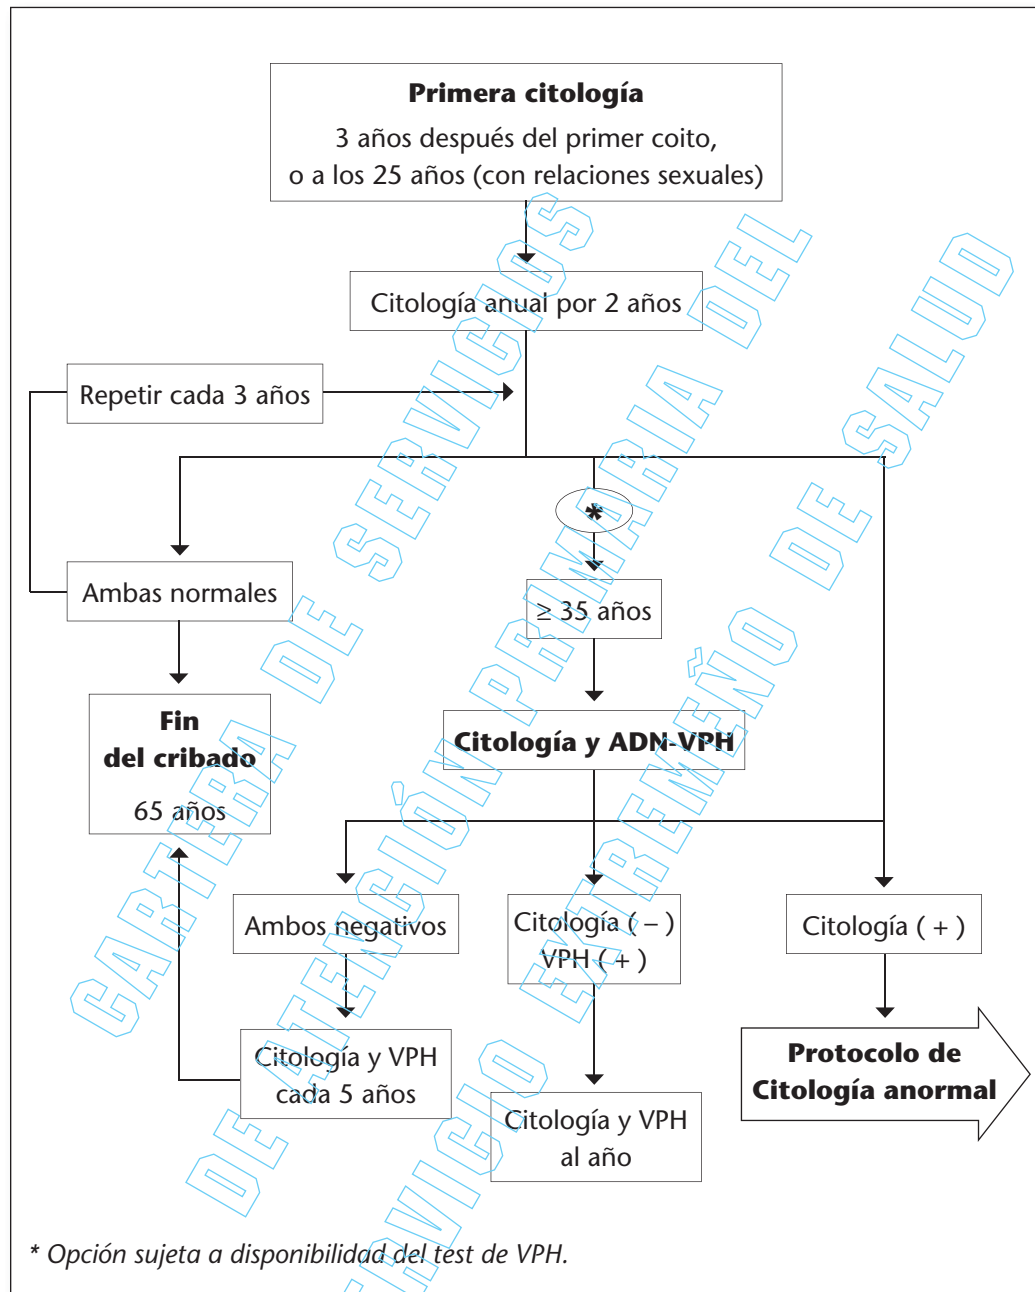 Primera citología
3 años después del primer coito,
o a los 25 años (con relaciones sexuales)
Citología anual por 2 años
Repetir cada 3 años
*
Ambas normales
≥ 35 años
Fin
del cribado
65 años
Citología y ADN-VPH
Ambos negativos
Citología ( – )
VPH ( + )
Citología ( + )
Citología y VPH
cada 5 años
Citología y VPH
al año
Protocolo de
Citología anormal
* Opción sujeta a disponibilidad del test de VPH.
CARTERA DE SERVICIOS
DE ATENCIÓN PRIMARIA DEL
SERVICIO EXTREMEÑO DE SALUD